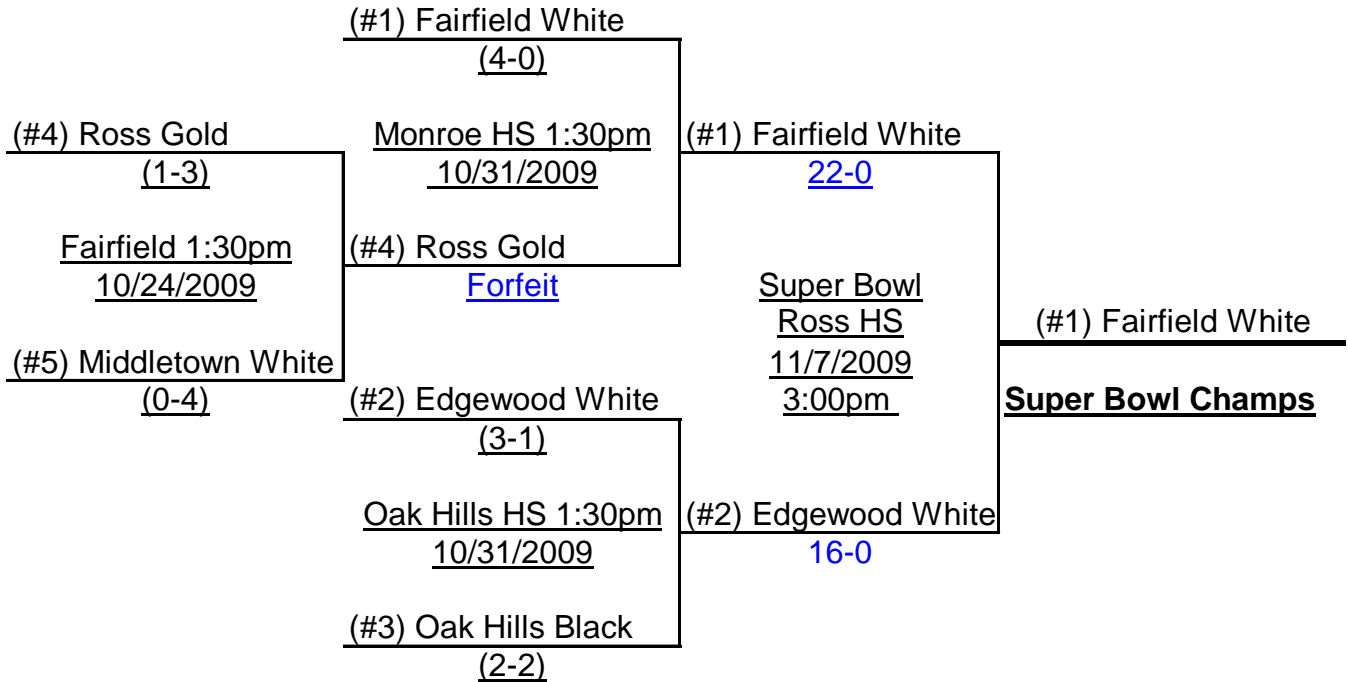 (#1) Fairfield White
(4-0)
(#4) Ross Gold
(1-3)
Monroe HS 1:30pm
10/31/2009
(#1) Fairfield White
22-0
Fairfield 1:30pm
10/24/2009
(#4) Ross Gold
Forfeit
(#5) Middletown White
(0-4)
Super Bowl
Ross HS
11/7/2009
3:00pm
(#1) Fairfield White
Super Bowl Champs
(#2) Edgewood White
(3-1)
Oak Hills HS 1:30pm
10/31/2009
(#2) Edgewood White
16-0
(#3) Oak Hills Black
(2-2)